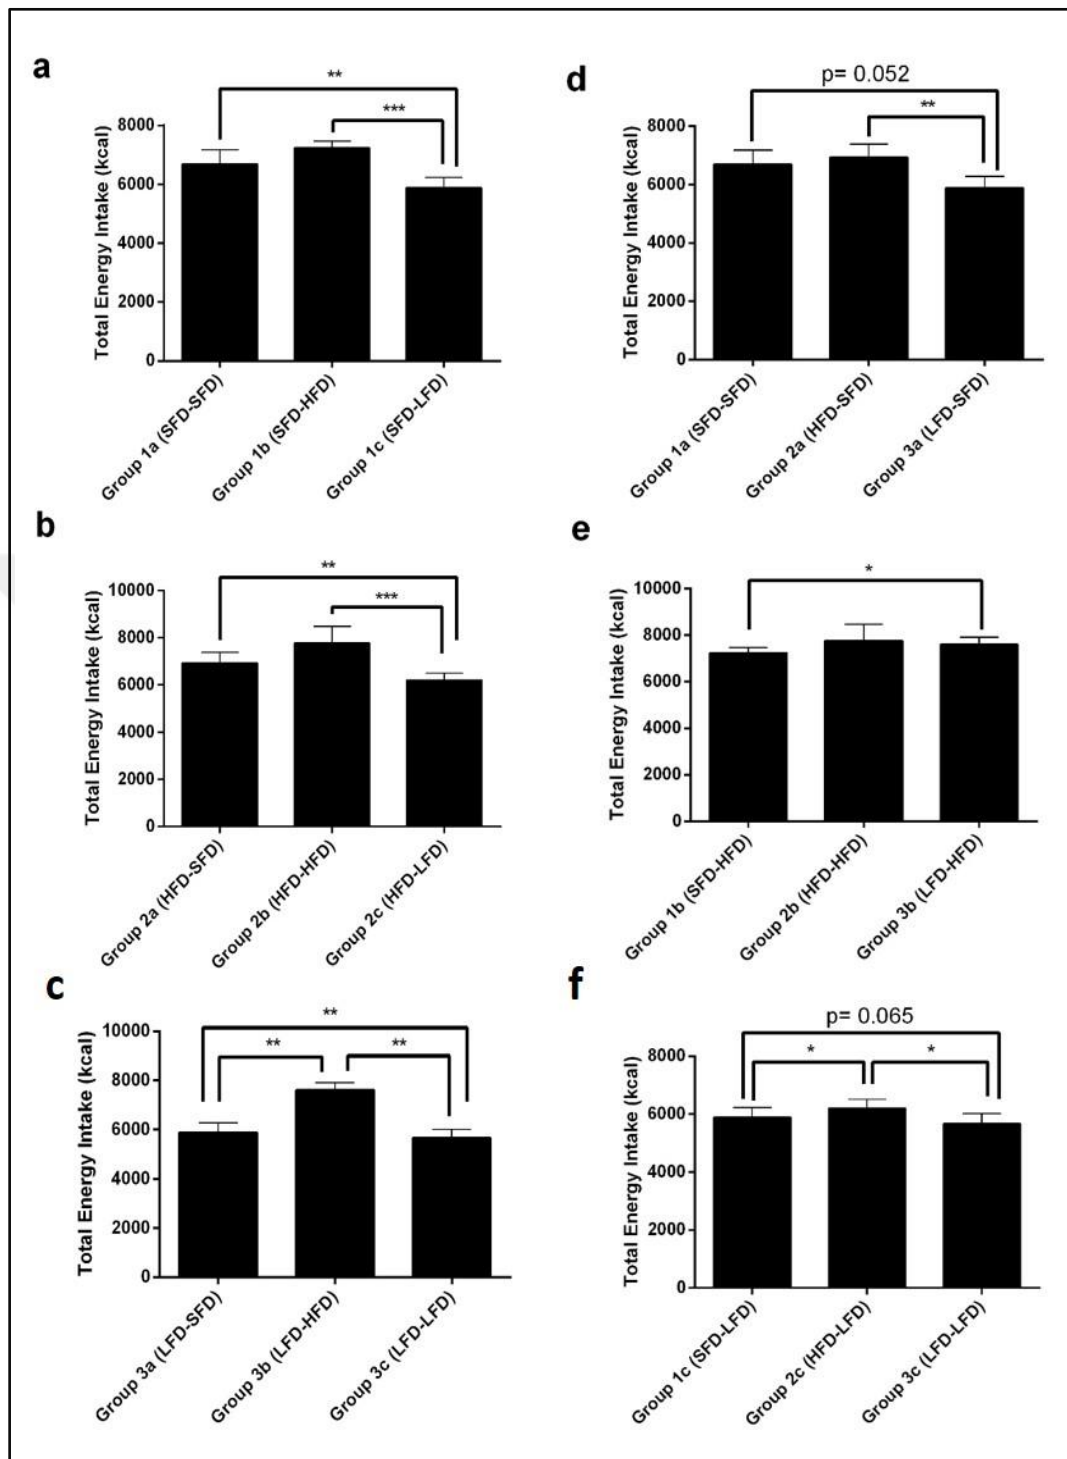 a
**
***
Total Energy Intake (kcal)
8000
6000
4000
2000
0
Group 1a (SFD-SFD)
Group 1b (SFD-HFD)
Group 1c (SFD-LFD)
d
p= 0.052
**
Total Energy Intake (kcal)
8000
6000
4000
2000
0
Group 1a (SFD-SFD)
Group 2a (HFD-SFD)
Group 3a (LFD-SFD)
b
**
***
Total Energy Intake (kcal)
10000
8000
6000
4000
2000
0
Group 2a (HFD-SFD)
Group 2b (HFD-HFD)
Group 2c (HFD-LFD)
e
*
Total Energy Intake (kcal)
10000
8000
6000
4000
2000
0
Group 1b (SFD-HFD)
Group 2b (HFD-HFD)
Group 3b (LFD-HFD)
c
**
**
**
Total Energy Intake (kcal)
10000
8000
6000
4000
2000
0
Group 3a (LFD-SFD)
Group 3b (LFD-HFD)
Group 3c (LFD-LFD)
f
p= 0.065
*
*
Total Energy Intake (kcal)
8000
6000
4000
2000
0
Group 1c (SFD-LFD)
Group 2c (HFD-LFD)
Group 3c (LFD-LFD)